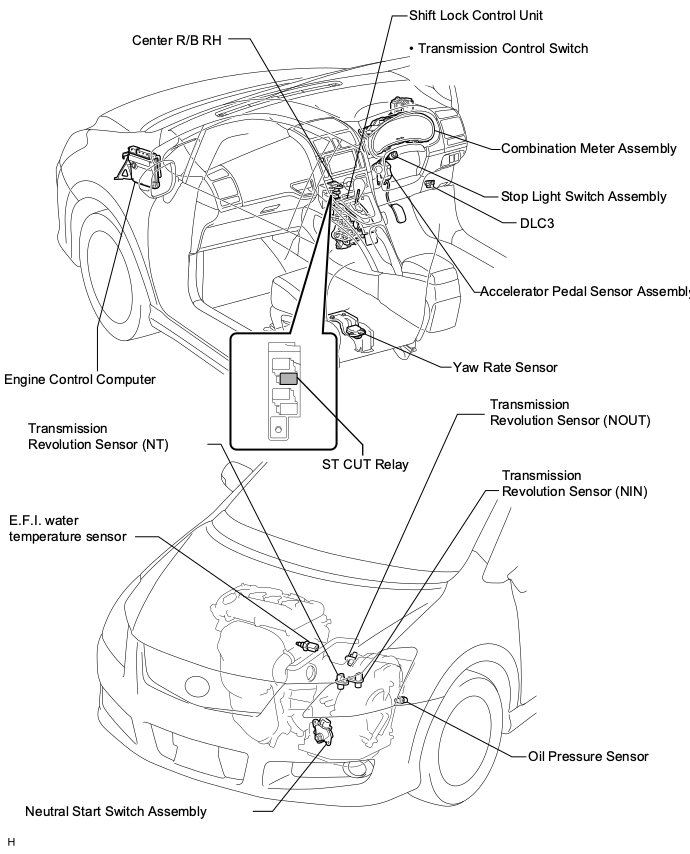 Shift Lock Control Unit
Center R/B RH
• Transmission Control Switch
Combination Meter Assembly
Stop Light Switch Assembly
DLC3
Accelerator Pedal Sensor Assembl
Yaw Rate Sensor
Engine Control Computer
Transmission
Revolution Sensor (NOUT)
Transmission
Revolution Sensor (NT)
ST CUT Relay
Transmission
Revolution Sensor (NIN)
E.F.I. water
temperature sensor
Oil Pressure Sensor
Neutral Start Switch Assembly
H